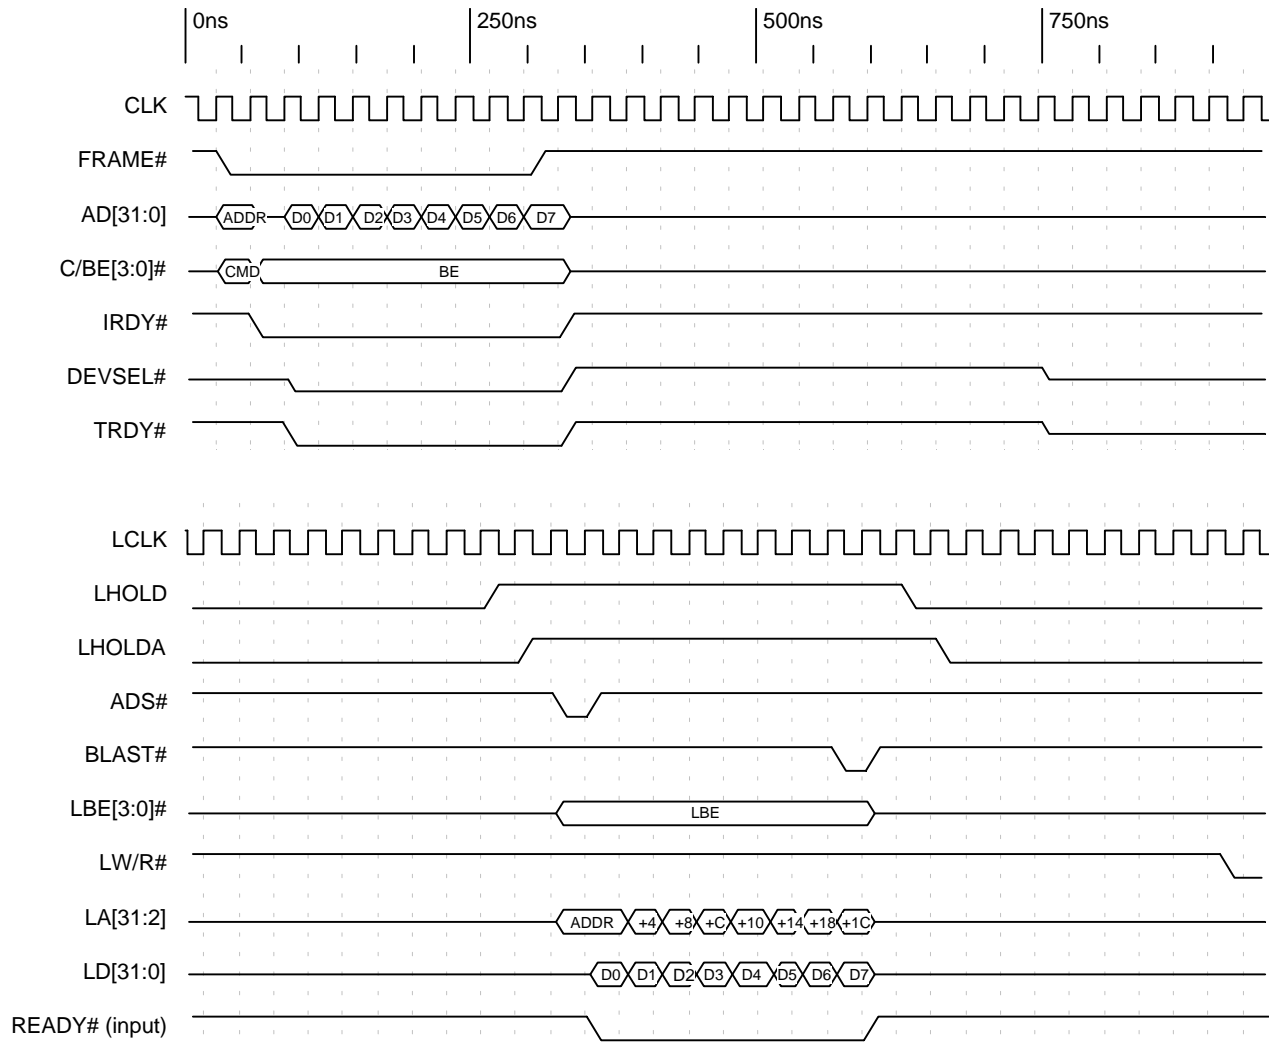 0ns 250ns 500ns 750ns
CLK
FRAME#
AD[31:0] ADDR D0 D1 D2 D3 D4 D5 D6 D7
C/BE[3:0]# CMD BE
IRDY#
DEVSEL#
TRDY#
LCLK
LHOLD
LHOLDA
ADS#
BLAST#
LBE[3:0]# LBE
LW/R#
LA[31:2] ADDR +4 +8 +C +10 +14 +18 +1C
LD[31:0] D0 D1 D2 D3 D4 D5 D6 D7
READY# (input)